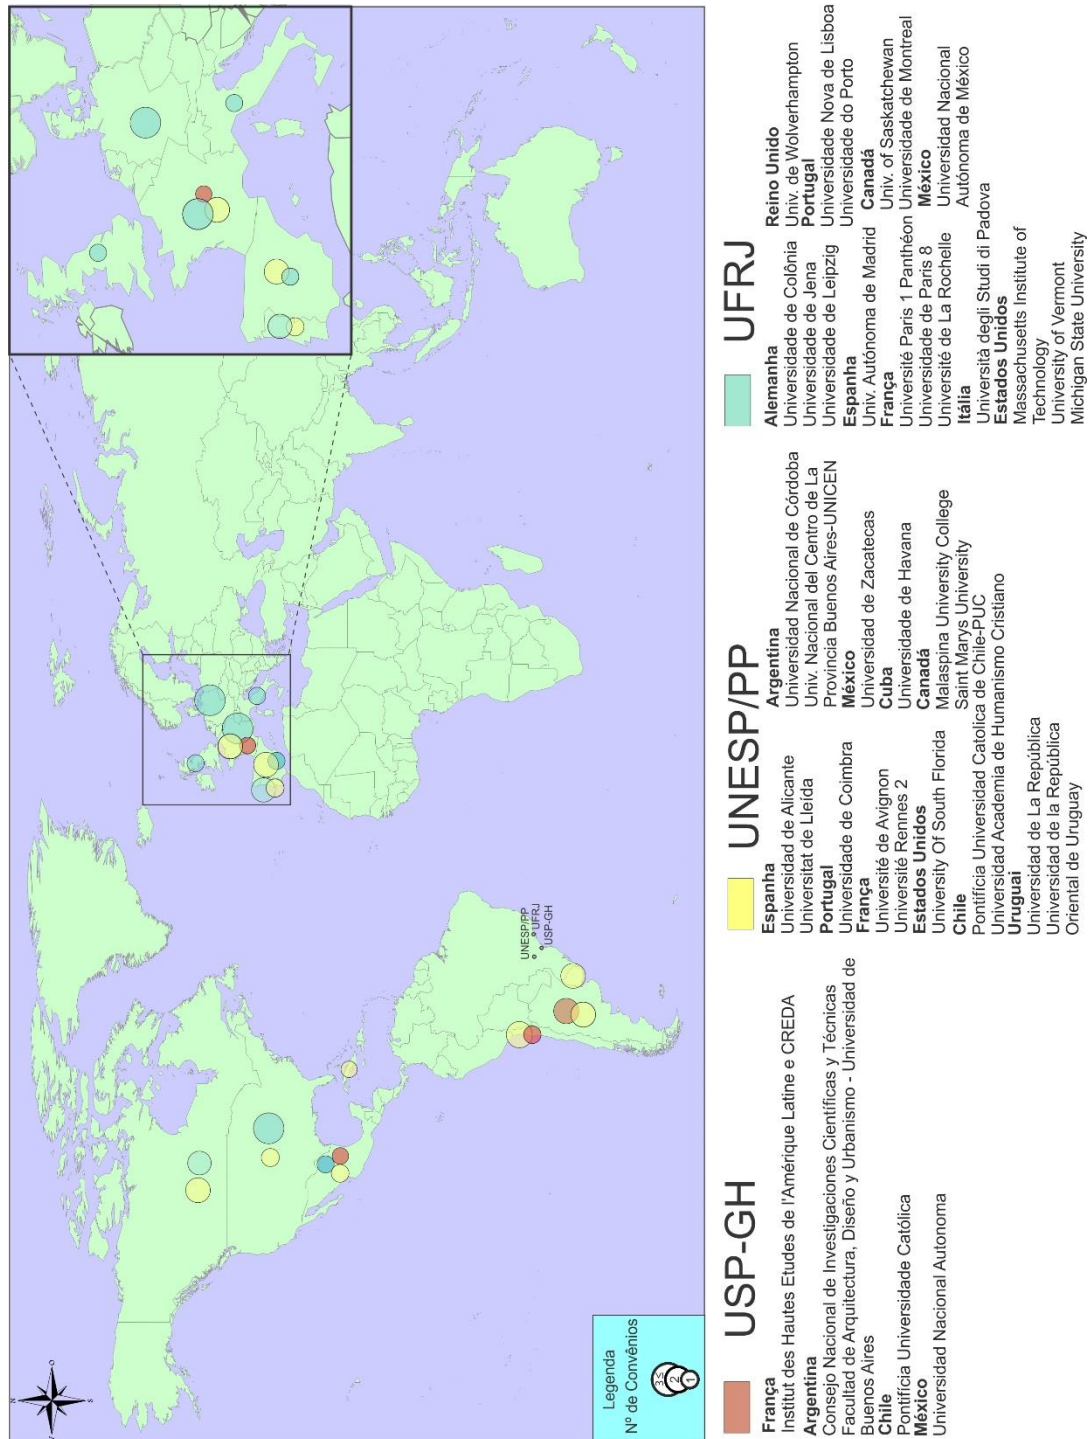 N
O
S
UNESP/PP
UFRJ
USP-GH
Legenda
Nº de Convênios
3≤
2
1
USP-GH
França
Institut des Hautes Etudes de l'Amérique Latine e CREDA
Argentina
Consejo Nacional de Investigaciones Científicas y Técnicas
Facultad de Arquitectura, Diseño y Urbanismo - Universidad de
Buenos Aires
Chile
Pontifícia Universidade Católica
México
Universidad Nacional Autonoma
UNESP/PP
Espanha
Universidad de Alicante
Universitat de Lleída
Portugal
Universidade de Coimbra
França
Université de Avignon
Université Rennes 2
Estados Unidos
University Of South Florida
Chile
Pontifícia Universidad Católica de Chile-PUC
Universidad Academía de Humanismo Cristiano
Uruguai
Universidad de La República
Universidad de la República
Oriental de Uruguay
Argentina
Universidad Nacional de Córdoba
Univ. Nacional del Centro de La
Provincia Buenos Aires-UNICEN
México
Universidad de Zacatecas
Cuba
Universidade de Havana
Canadá
Malaspina University College
Saint Marys University
UFRJ
Alemanha
Universidade de Colônia
Universidade de Jena
Universidade de Leipzig
Espanha
Univ. Autónoma de Madrid
França
Université Paris 1 Panthéon
Universidade de Paris 8
Université de La Rochelle
Itália
Università degli Studi di Padova
Estados Unidos
Massachusetts Institute of
Technology
University of Vermont
Michigan State University
Reino Unido
Univ. de Wolverhampton
Portugal
Universidade Nova de Lisboa
Universidade do Porto
Canadá
Univ. of Saskatchewan
Universidade de Montreal
México
Universidad Nacional
Autónoma de México